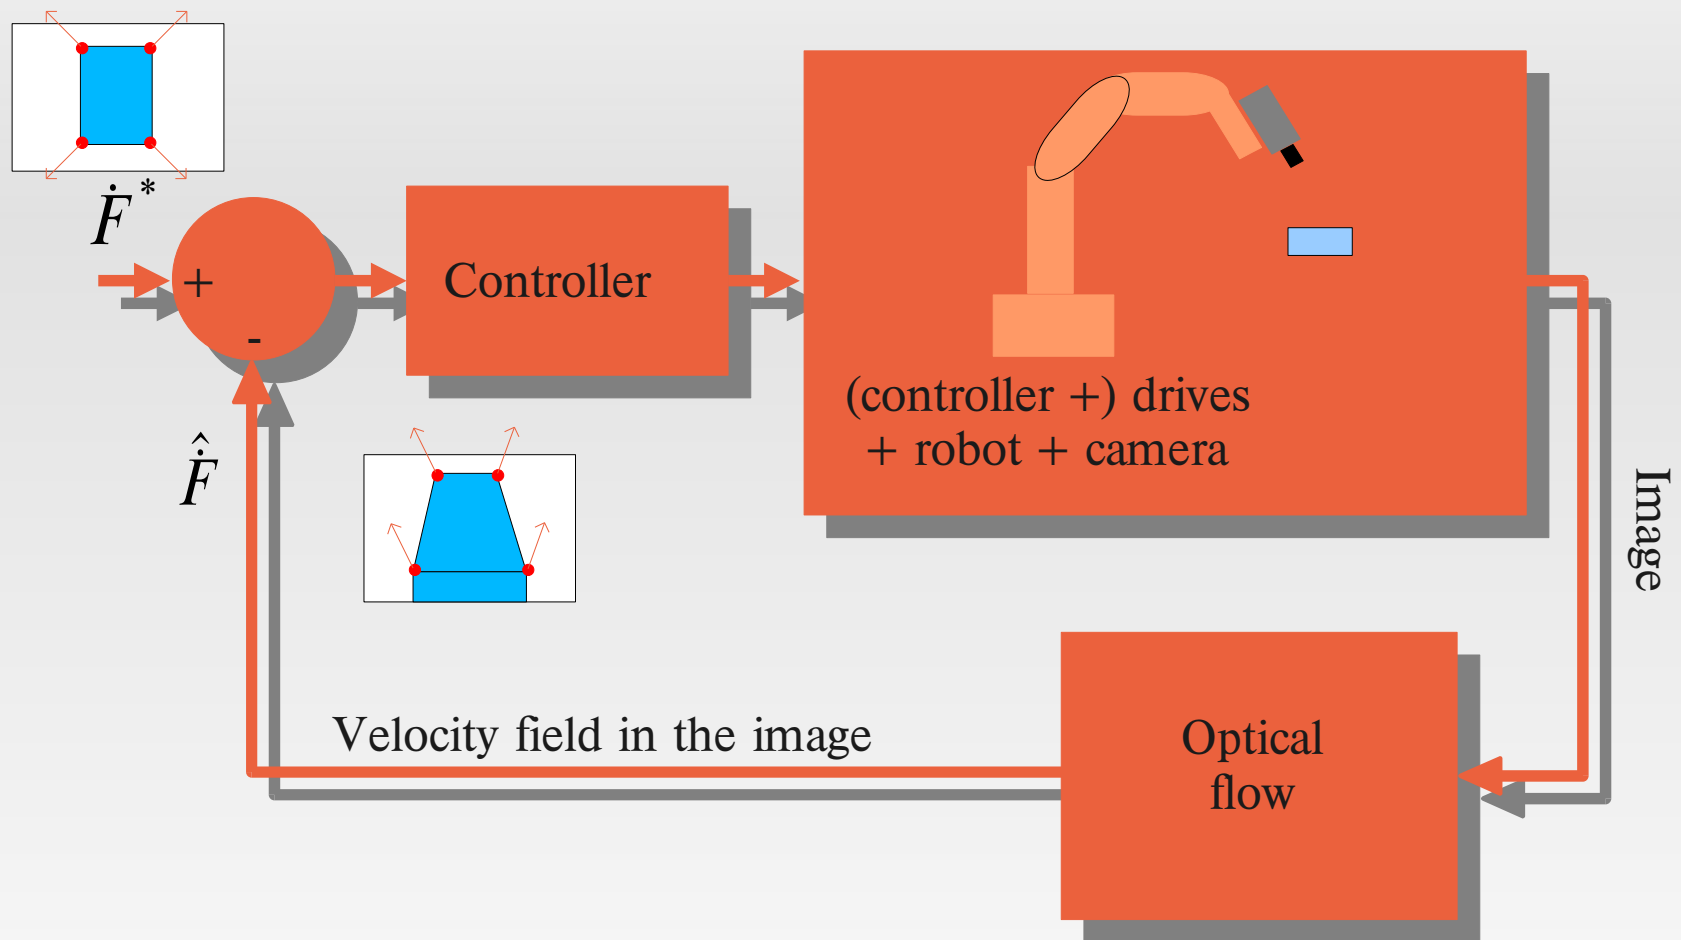 Ḟ*
+
-
Controller
(controller +) drives
+ robot + camera
F̂̇
Image
Velocity field in the image
Optical
flow